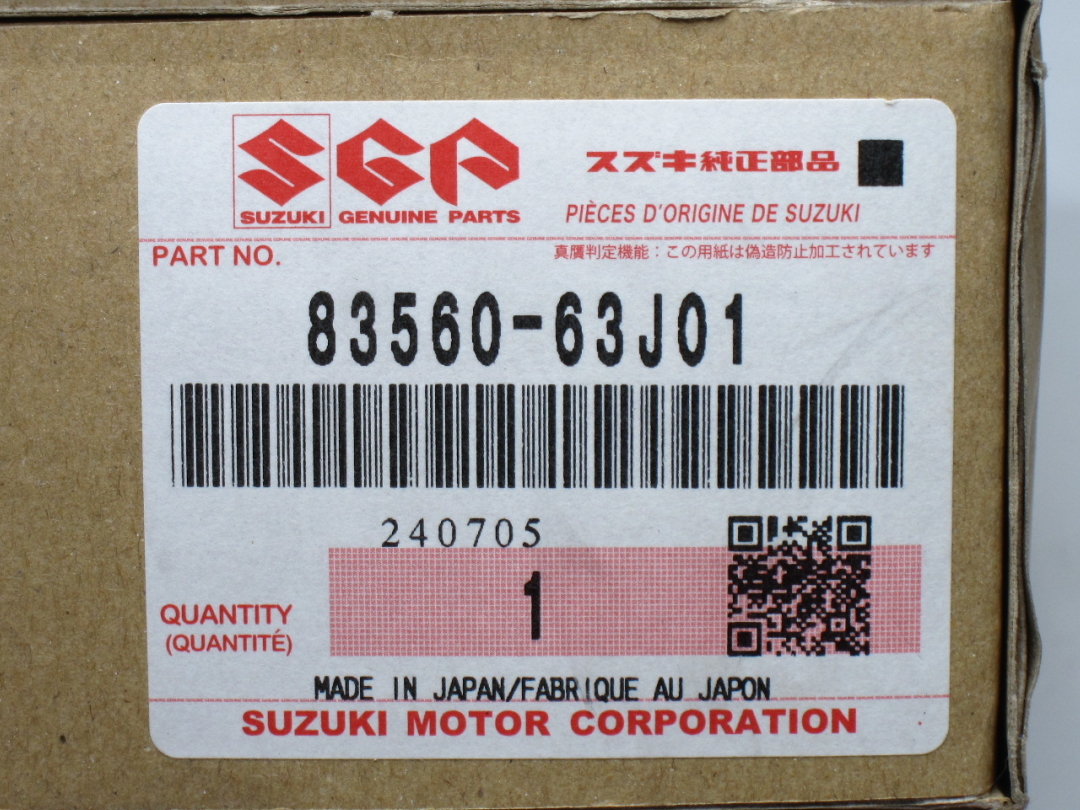 SGP
SUZUKI GENUINE PARTS
スズキ純正部品
PIÈCES D'ORIGINE DE SUZUKI
PART NO.
真贋判定機能：この用紙は偽造防止加工されています
83560-63J01
240705
QUANTITY
(QUANTITÉ)
1
MADE IN JAPAN/FABRIQUE AU JAPON
SUZUKI MOTOR CORPORATION